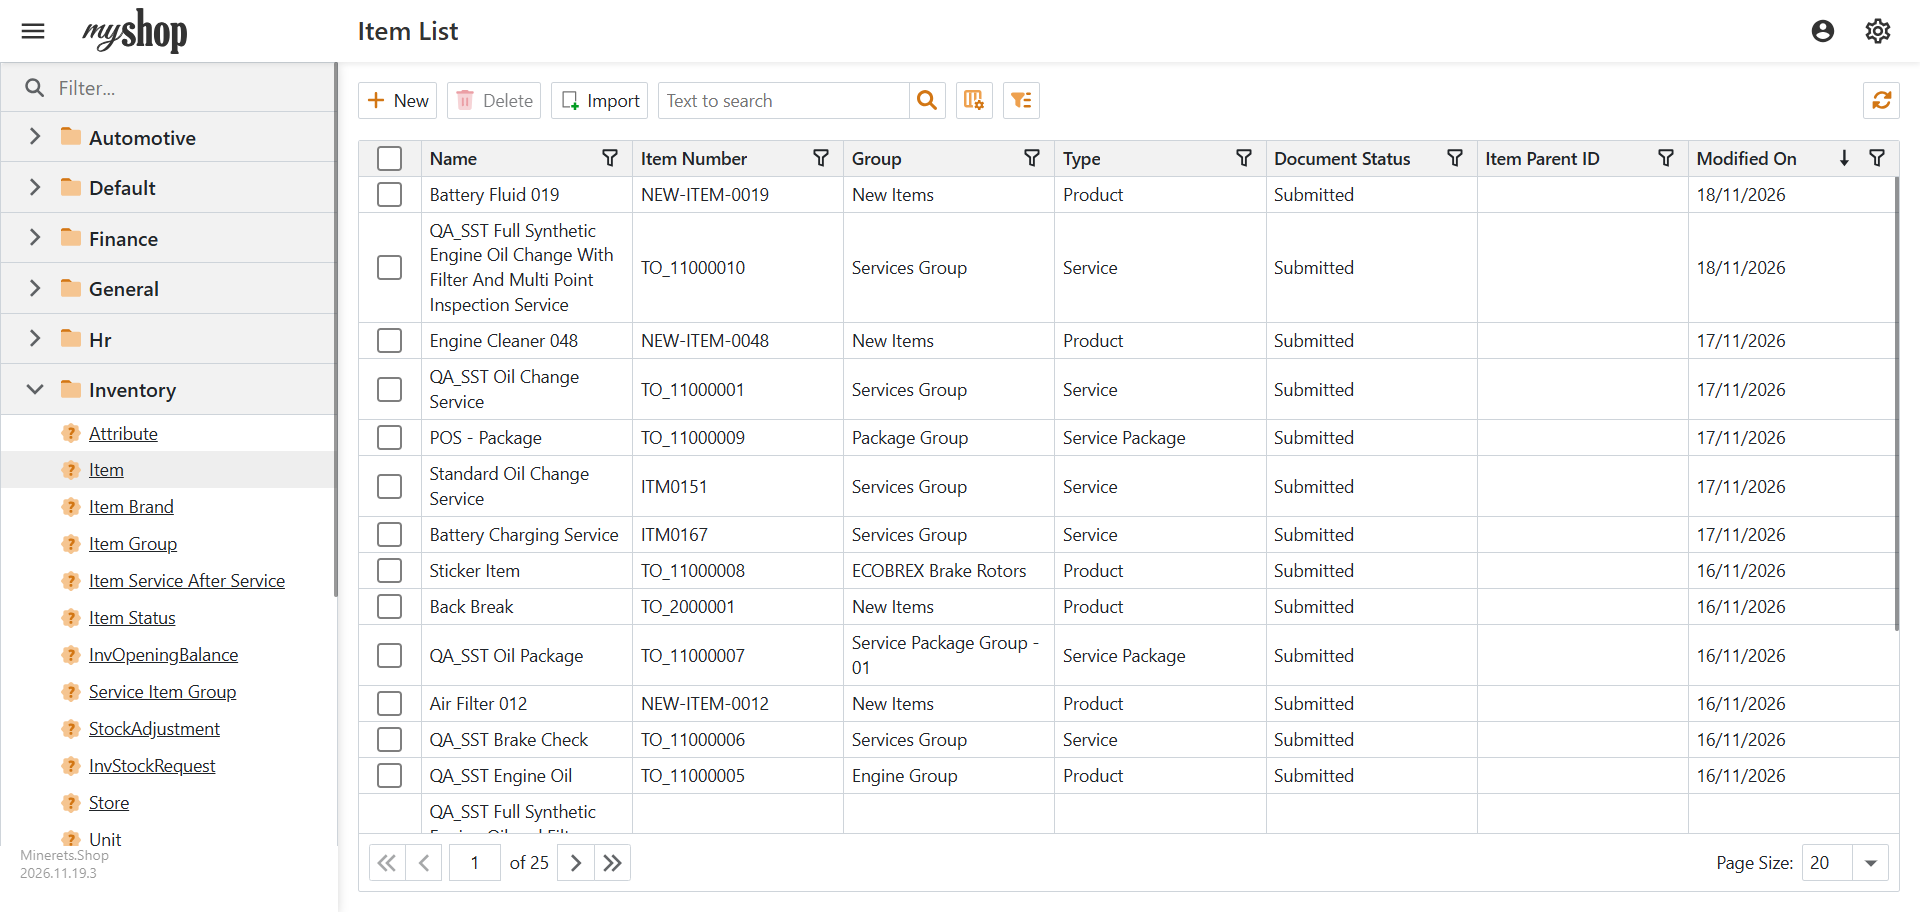 myshop
Item List
Filter...
Automotive
Default
Finance
General
Hr
Inventory
Attribute
Item
Item Brand
Item Group
Item Service After Service
Item Status
InvOpeningBalance
Service Item Group
StockAdjustment
InvStockRequest
Store
Unit
Minerets.Shop
2026.11.19.3
New Delete Import Text to search
Name Item Number Group Type Document Status Item Parent ID Modified On
Battery Fluid 019 NEW-ITEM-0019 New Items Product Submitted 18/11/2026
QA_SST Full Synthetic
Engine Oil Change With
Filter And Multi Point
Inspection Service
TO_11000010 Services Group Service Submitted 18/11/2026
Engine Cleaner 048 NEW-ITEM-0048 New Items Product Submitted 17/11/2026
QA_SST Oil Change
Service
TO_11000001 Services Group Service Submitted 17/11/2026
POS - Package TO_11000009 Package Group Service Package Submitted 17/11/2026
Standard Oil Change
Service
ITM0151 Services Group Service Submitted 17/11/2026
Battery Charging Service ITM0167 Services Group Service Submitted 17/11/2026
Sticker Item TO_11000008 ECOBREX Brake Rotors Product Submitted 16/11/2026
Back Break TO_2000001 New Items Product Submitted 16/11/2026
QA_SST Oil Package TO_11000007
Service Package Group -
01
Service Package Submitted 16/11/2026
Air Filter 012 NEW-ITEM-0012 New Items Product Submitted 16/11/2026
QA_SST Brake Check TO_11000006 Services Group Service Submitted 16/11/2026
QA_SST Engine Oil TO_11000005 Engine Group Product Submitted 16/11/2026
QA_SST Full Synthetic
1 of 25
Page Size: 20